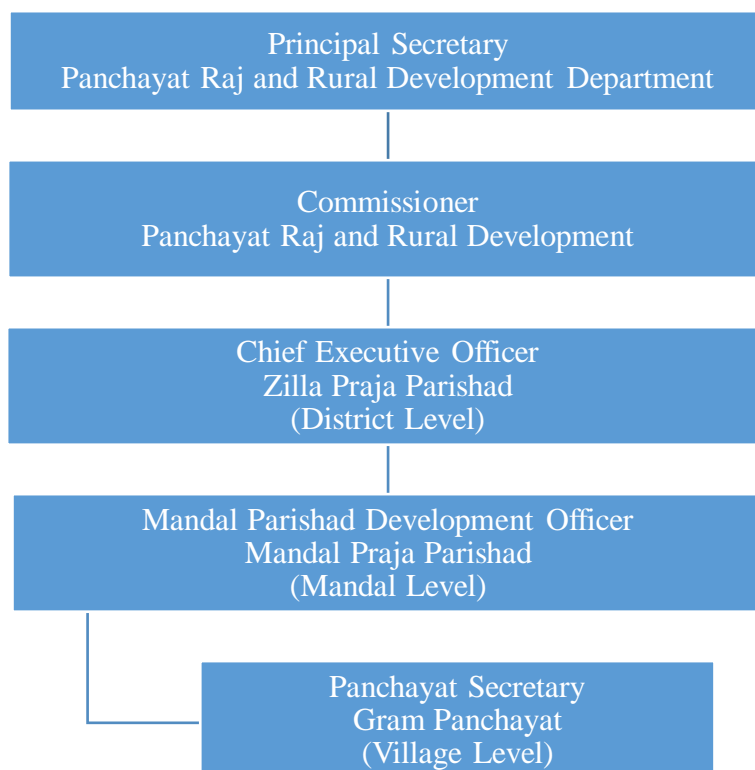 Principal Secretary
Panchayat Raj and Rural Development Department
Commissioner
Panchayat Raj and Rural Development
Chief Executive Officer
Zilla Praja Parishad
(District Level)
Mandal Parishad Development Officer
Mandal Praja Parishad
(Mandal Level)
Panchayat Secretary
Gram Panchayat
(Village Level)